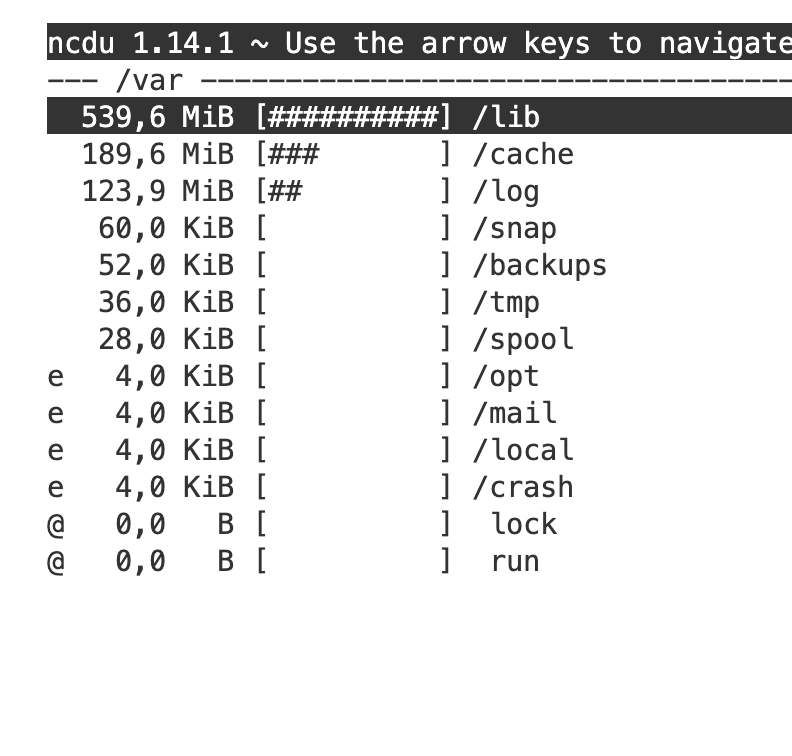 ncdu 1.14.1 ~ Use the arrow keys to navigate
--- /var -----------------------------------
  539,6 MiB [##########] /lib
  189,6 MiB [###       ] /cache
  123,9 MiB [##        ] /log
   60,0 KiB [          ] /snap
   52,0 KiB [          ] /backups
   36,0 KiB [          ] /tmp
   28,0 KiB [          ] /spool
e   4,0 KiB [          ] /opt
e   4,0 KiB [          ] /mail
e   4,0 KiB [          ] /local
e   4,0 KiB [          ] /crash
@   0,0   B [          ]  lock
@   0,0   B [          ]  run